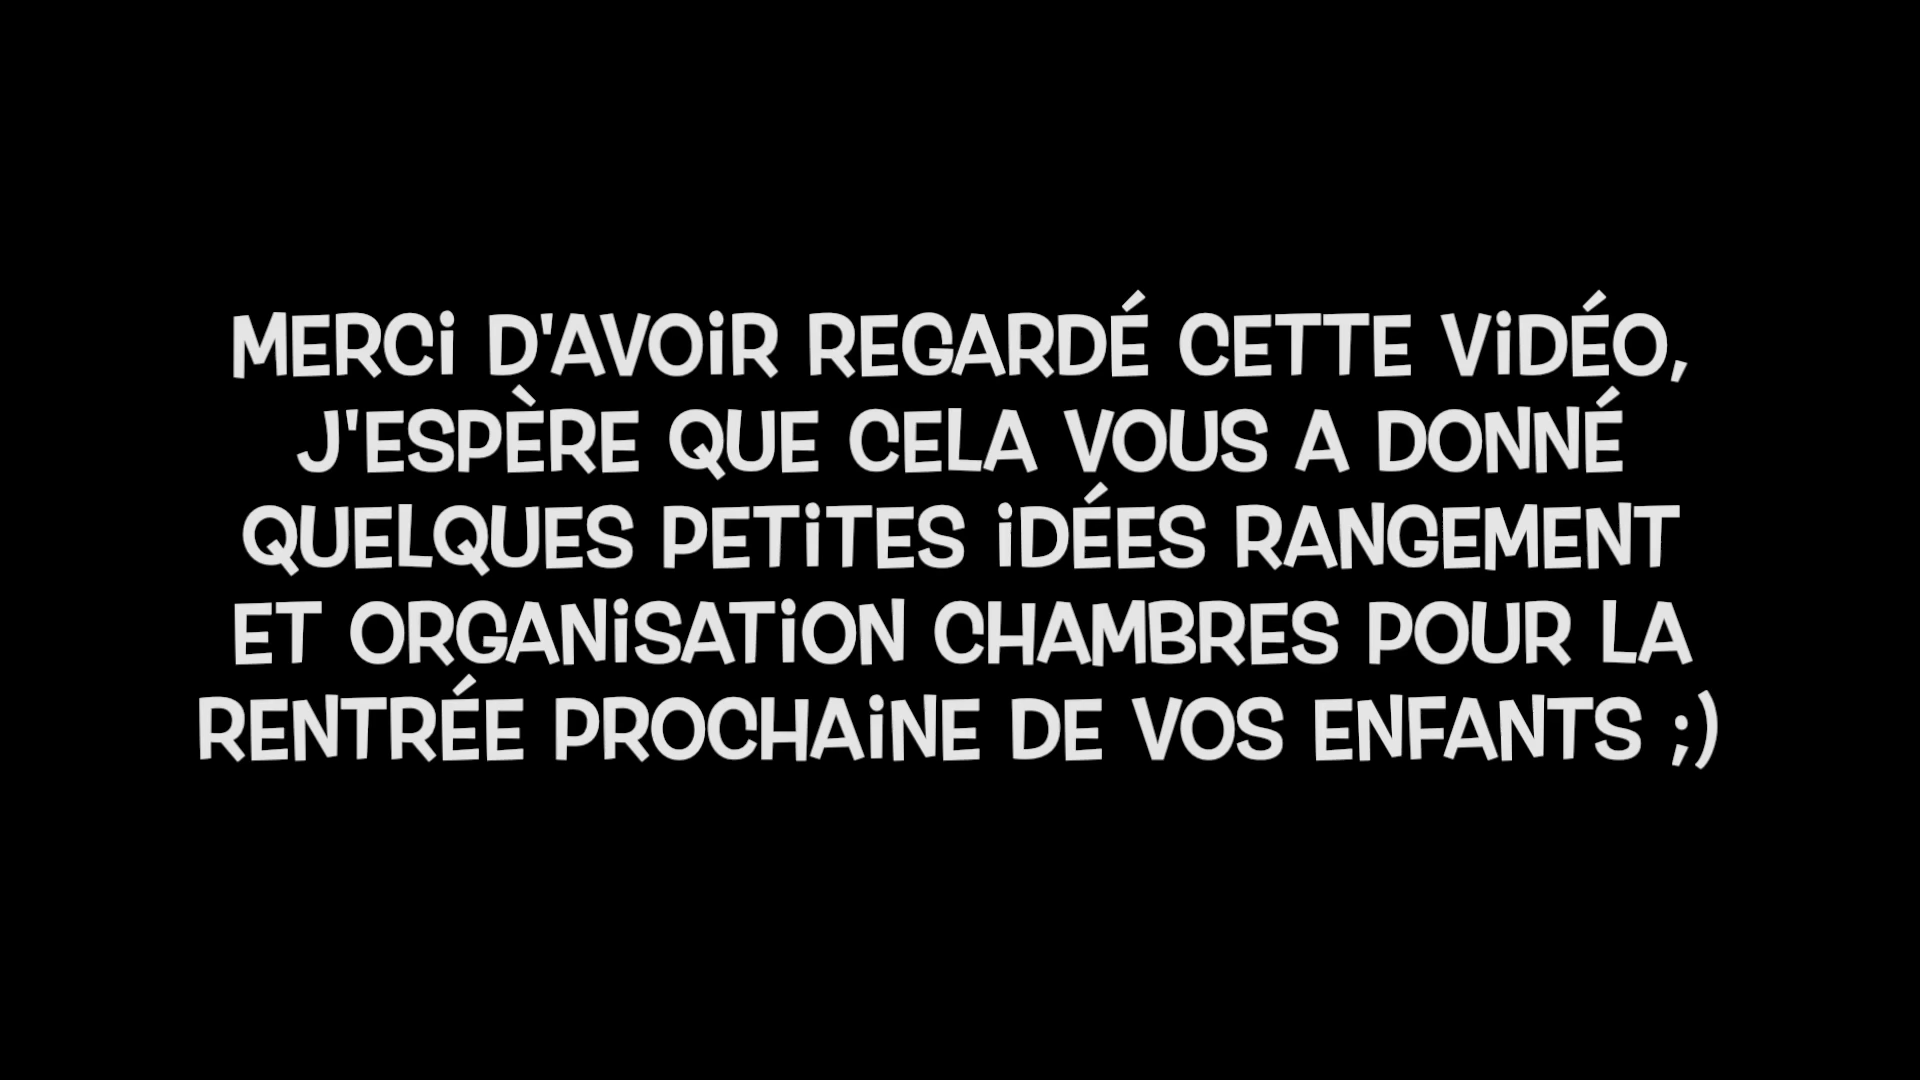 MERCi D'AVOiR REGARDÉ CETTE ViDÉO,
J'ESPÈRE QUE CELA VOUS A DONNÉ
QUELQUES PETiTES iDÉES RANGEMENT
ET ORGANiSATiON CHAMBRES POUR LA
RENTRÉE PROCHAiNE DE VOS ENFANTS ;)